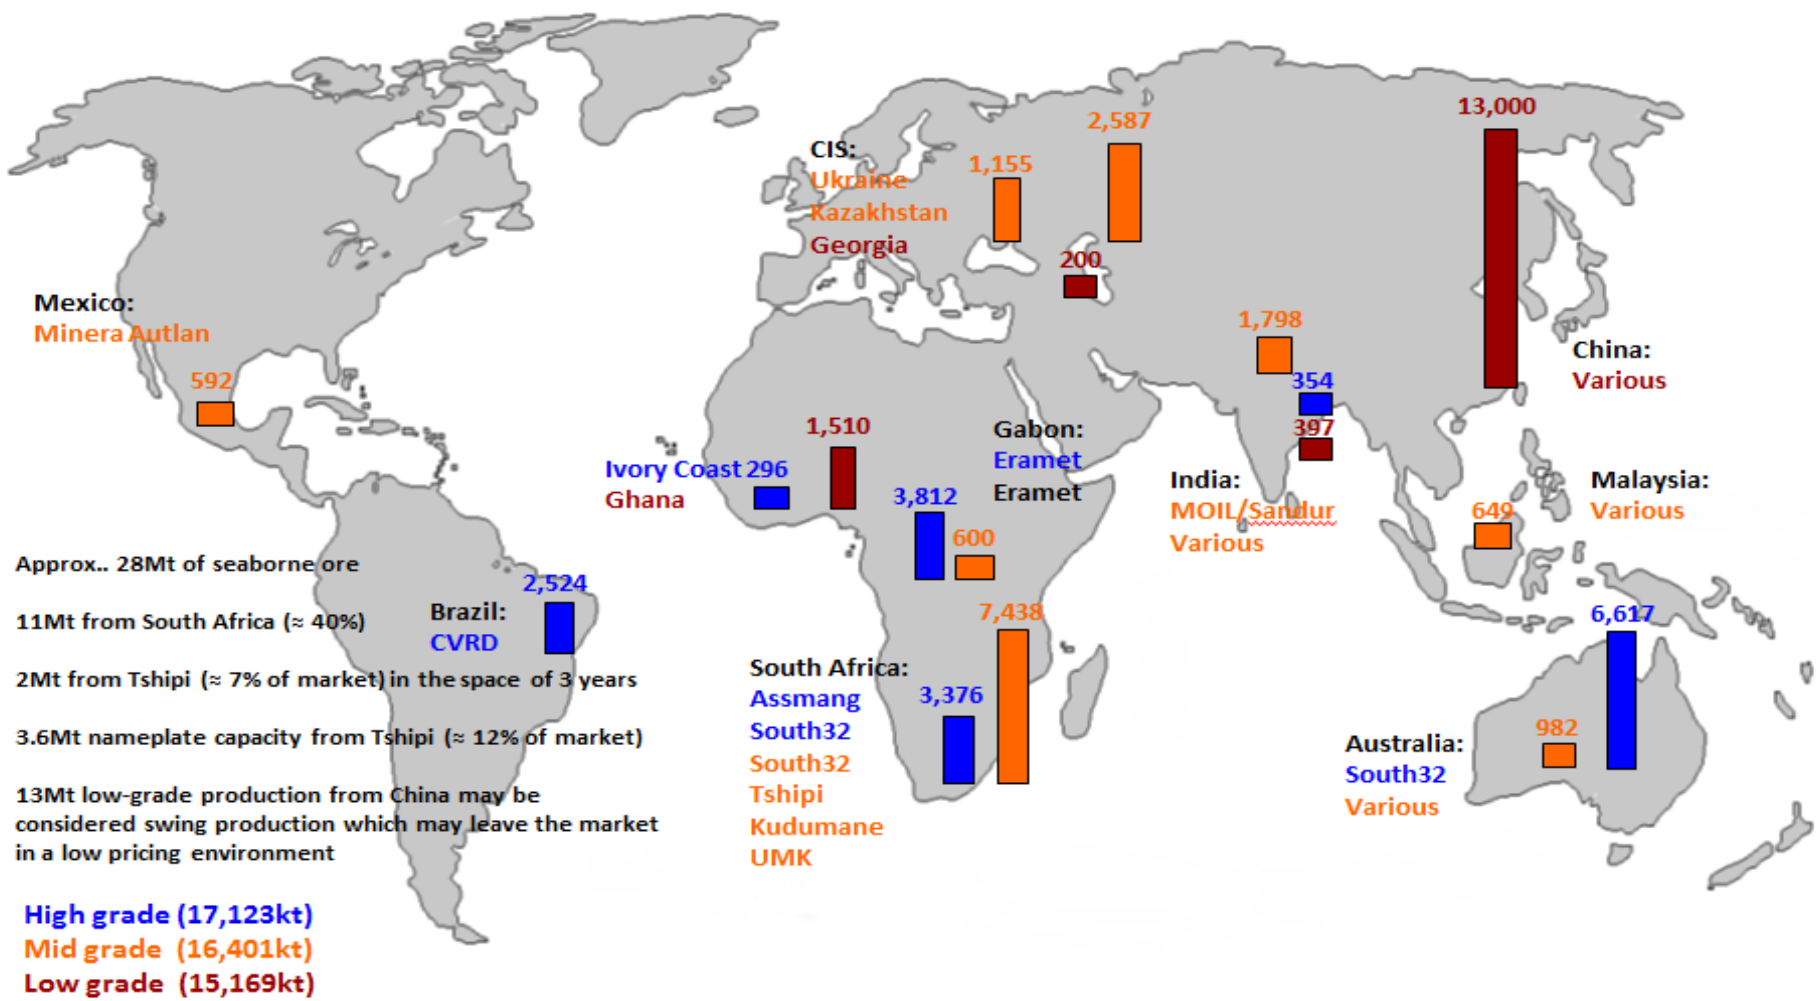 13,000
2,587
CIS:
Ukraine
Kazakhstan
Georgia
1,155
200
Mexico:
Minera Autlan
592
1,798
354
397
China:
Various
1,510
Ivory Coast 296
Ghana
Gabon:
Eramet
Eramet
3,812
600
India:
MOIL/Sandur
Various
Malaysia:
Various
649
Approx.. 28Mt of seaborne ore
11Mt from South Africa (≈ 40%)
2Mt from Tshipi (≈ 7% of market) in the space of 3 years
3.6Mt nameplate capacity from Tshipi (≈ 12% of market)
13Mt low-grade production from China may be
considered swing production which may leave the market
in a low pricing environment
2,524
Brazil:
CVRD
7,438
South Africa:
Assmang
South32
South32
Tshipi
Kudumane
UMK
3,376
6,617
982
Australia:
South32
Various
High grade (17,123kt)
Mid grade (16,401kt)
Low grade (15,169kt)